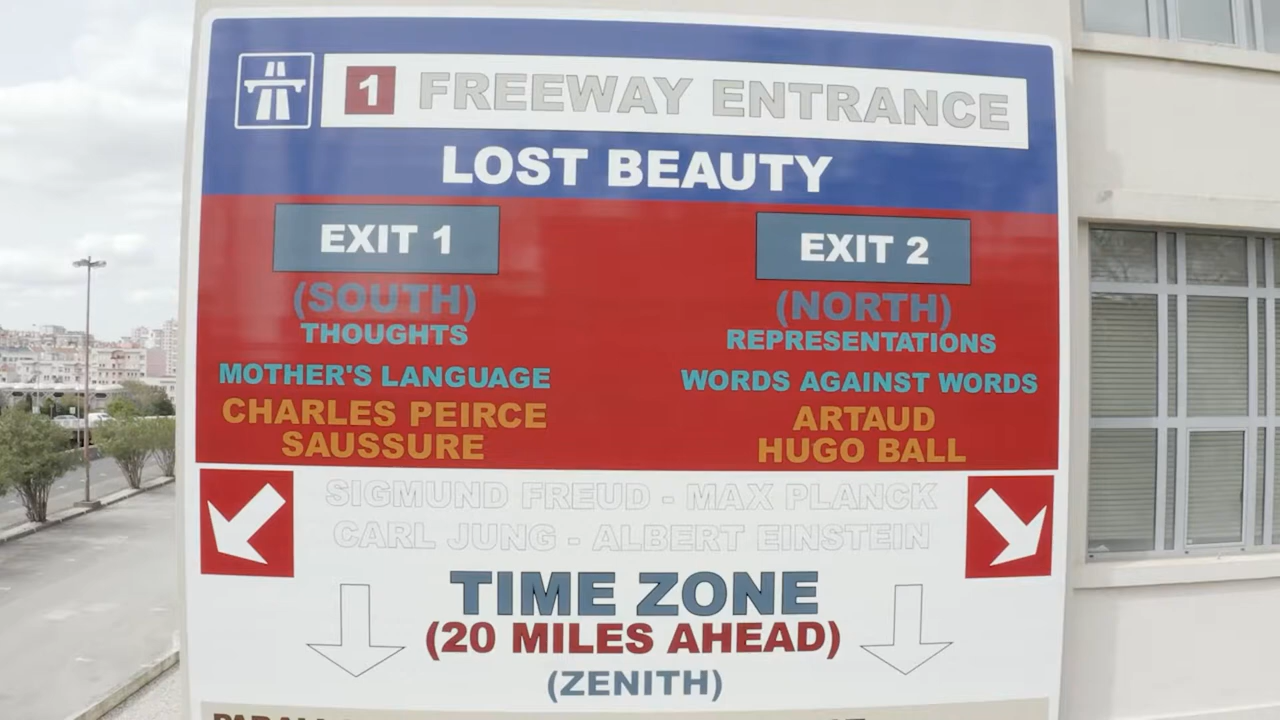 1 FREEWAY ENTRANCE
LOST BEAUTY
EXIT 1
(SOUTH)
THOUGHTS
MOTHER'S LANGUAGE
CHARLES PEIRCE
SAUSSURE
EXIT 2
(NORTH)
REPRESENTATIONS
WORDS AGAINST WORDS
ARTAUD
HUGO BALL
SIGMUND FREUD - MAX PLANCK
CARL JUNG - ALBERT EINSTEIN
TIME ZONE
(20 MILES AHEAD)
(ZENITH)